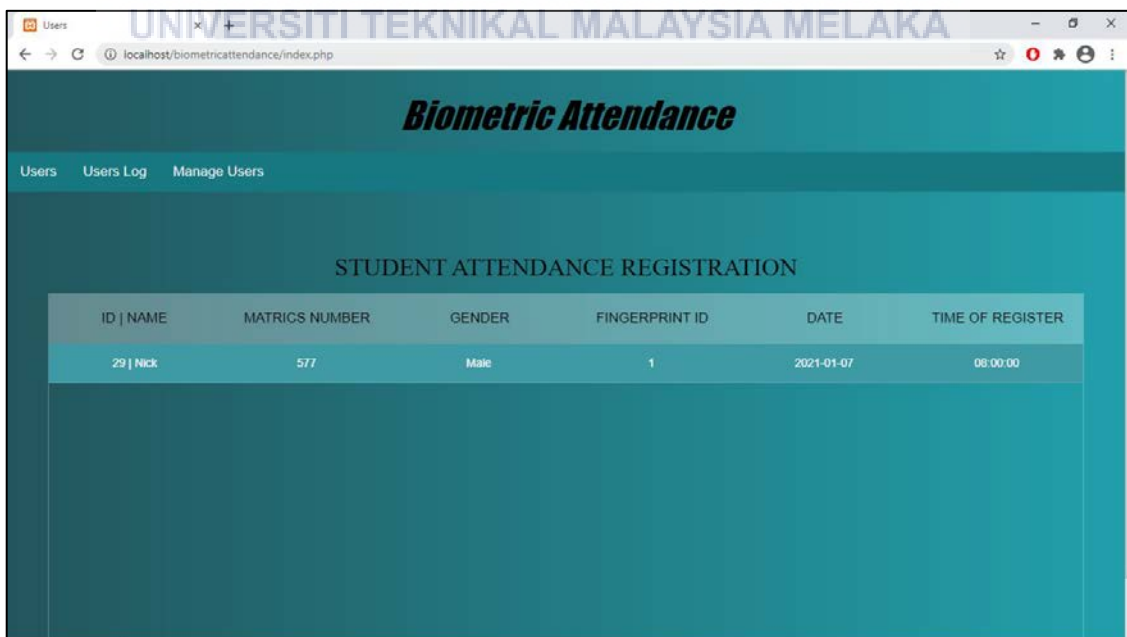 UNIVERSITI TEKNIKAL MALAYSIA MELAKA
Users
localhost/biometricattendance/index.php
Biometric Attendance
Users Users Log Manage Users
STUDENT ATTENDANCE REGISTRATION
ID | NAME MATRICS NUMBER GENDER FINGERPRINT ID DATE TIME OF REGISTER
29 | Nick 577 Male 1 2021-01-07 08:00:00